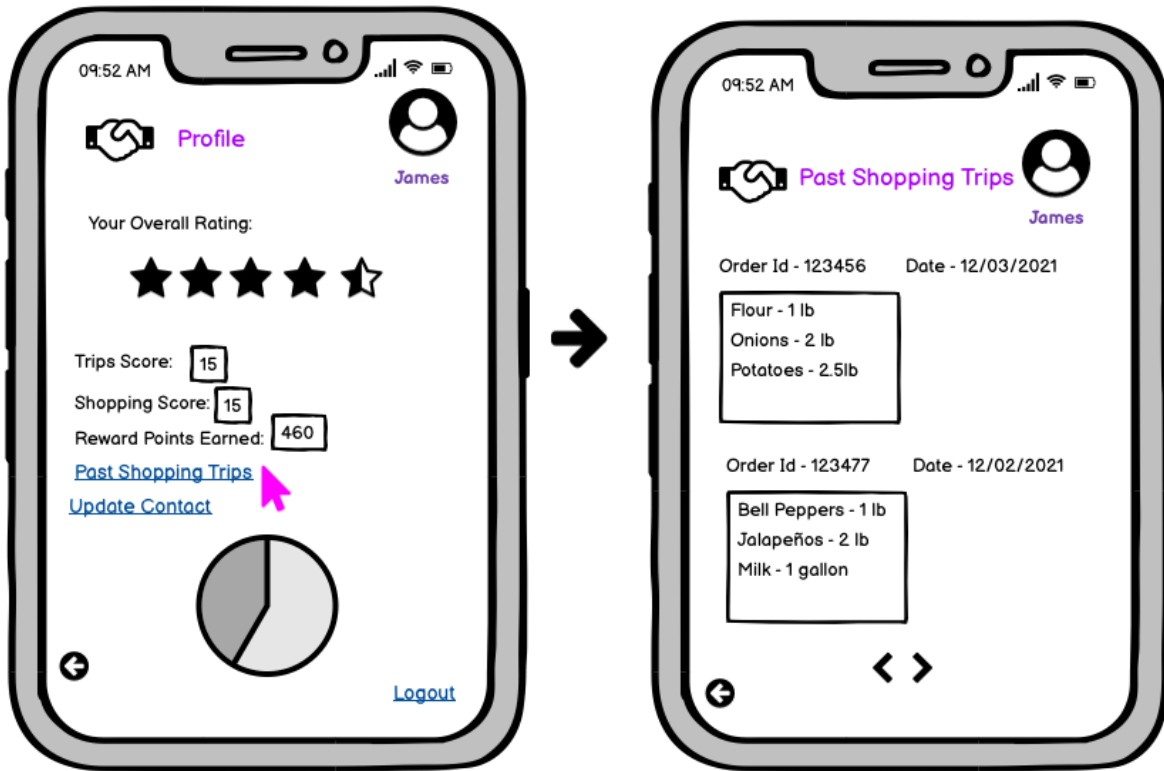 09:52 AM
Profile
James
Your Overall Rating:
Trips Score: 15
Shopping Score: 15
Reward Points Earned: 460
Past Shopping Trips
Update Contact
Logout
09:52 AM
Past Shopping Trips
James
Order Id - 123456 Date - 12/03/2021
Flour - 1 lb
Onions - 2 lb
Potatoes - 2.5lb
Order Id - 123477 Date - 12/02/2021
Bell Peppers - 1 lb
Jalapeños - 2 lb
Milk - 1 gallon